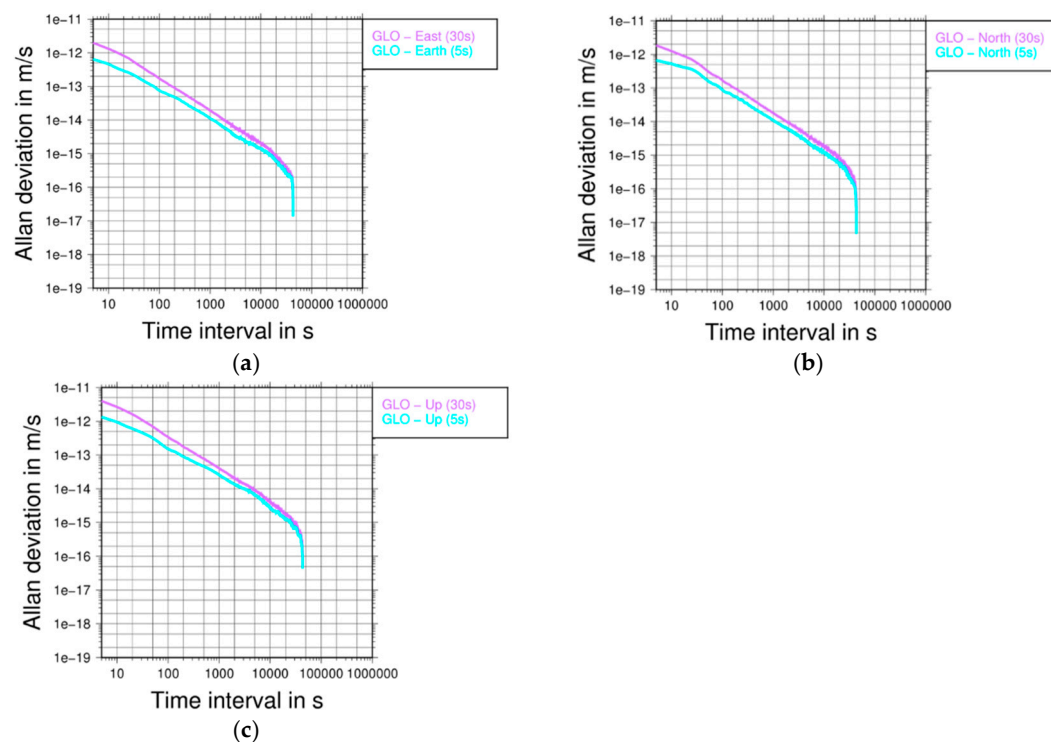 GLO – East (30s)
GLO – Earth (5s)
1e-11
1e-12
1e-13
1e-14
1e-15
1e-16
1e-17
1e-18
1e-19
Allan deviation in m/s
10 100 1000 10000 100000 1000000
Time interval in s
(a)
GLO – North (30s)
GLO – North (5s)
1e-11
1e-12
1e-13
1e-14
1e-15
1e-16
1e-17
1e-18
1e-19
Allan deviation in m/s
10 100 1000 10000 100000 1000000
Time interval in s
(b)
GLO – Up (30s)
GLO – Up (5s)
1e-11
1e-12
1e-13
1e-14
1e-15
1e-16
1e-17
1e-18
1e-19
Allan deviation in m/s
10 100 1000 10000 100000 1000000
Time interval in s
(c)